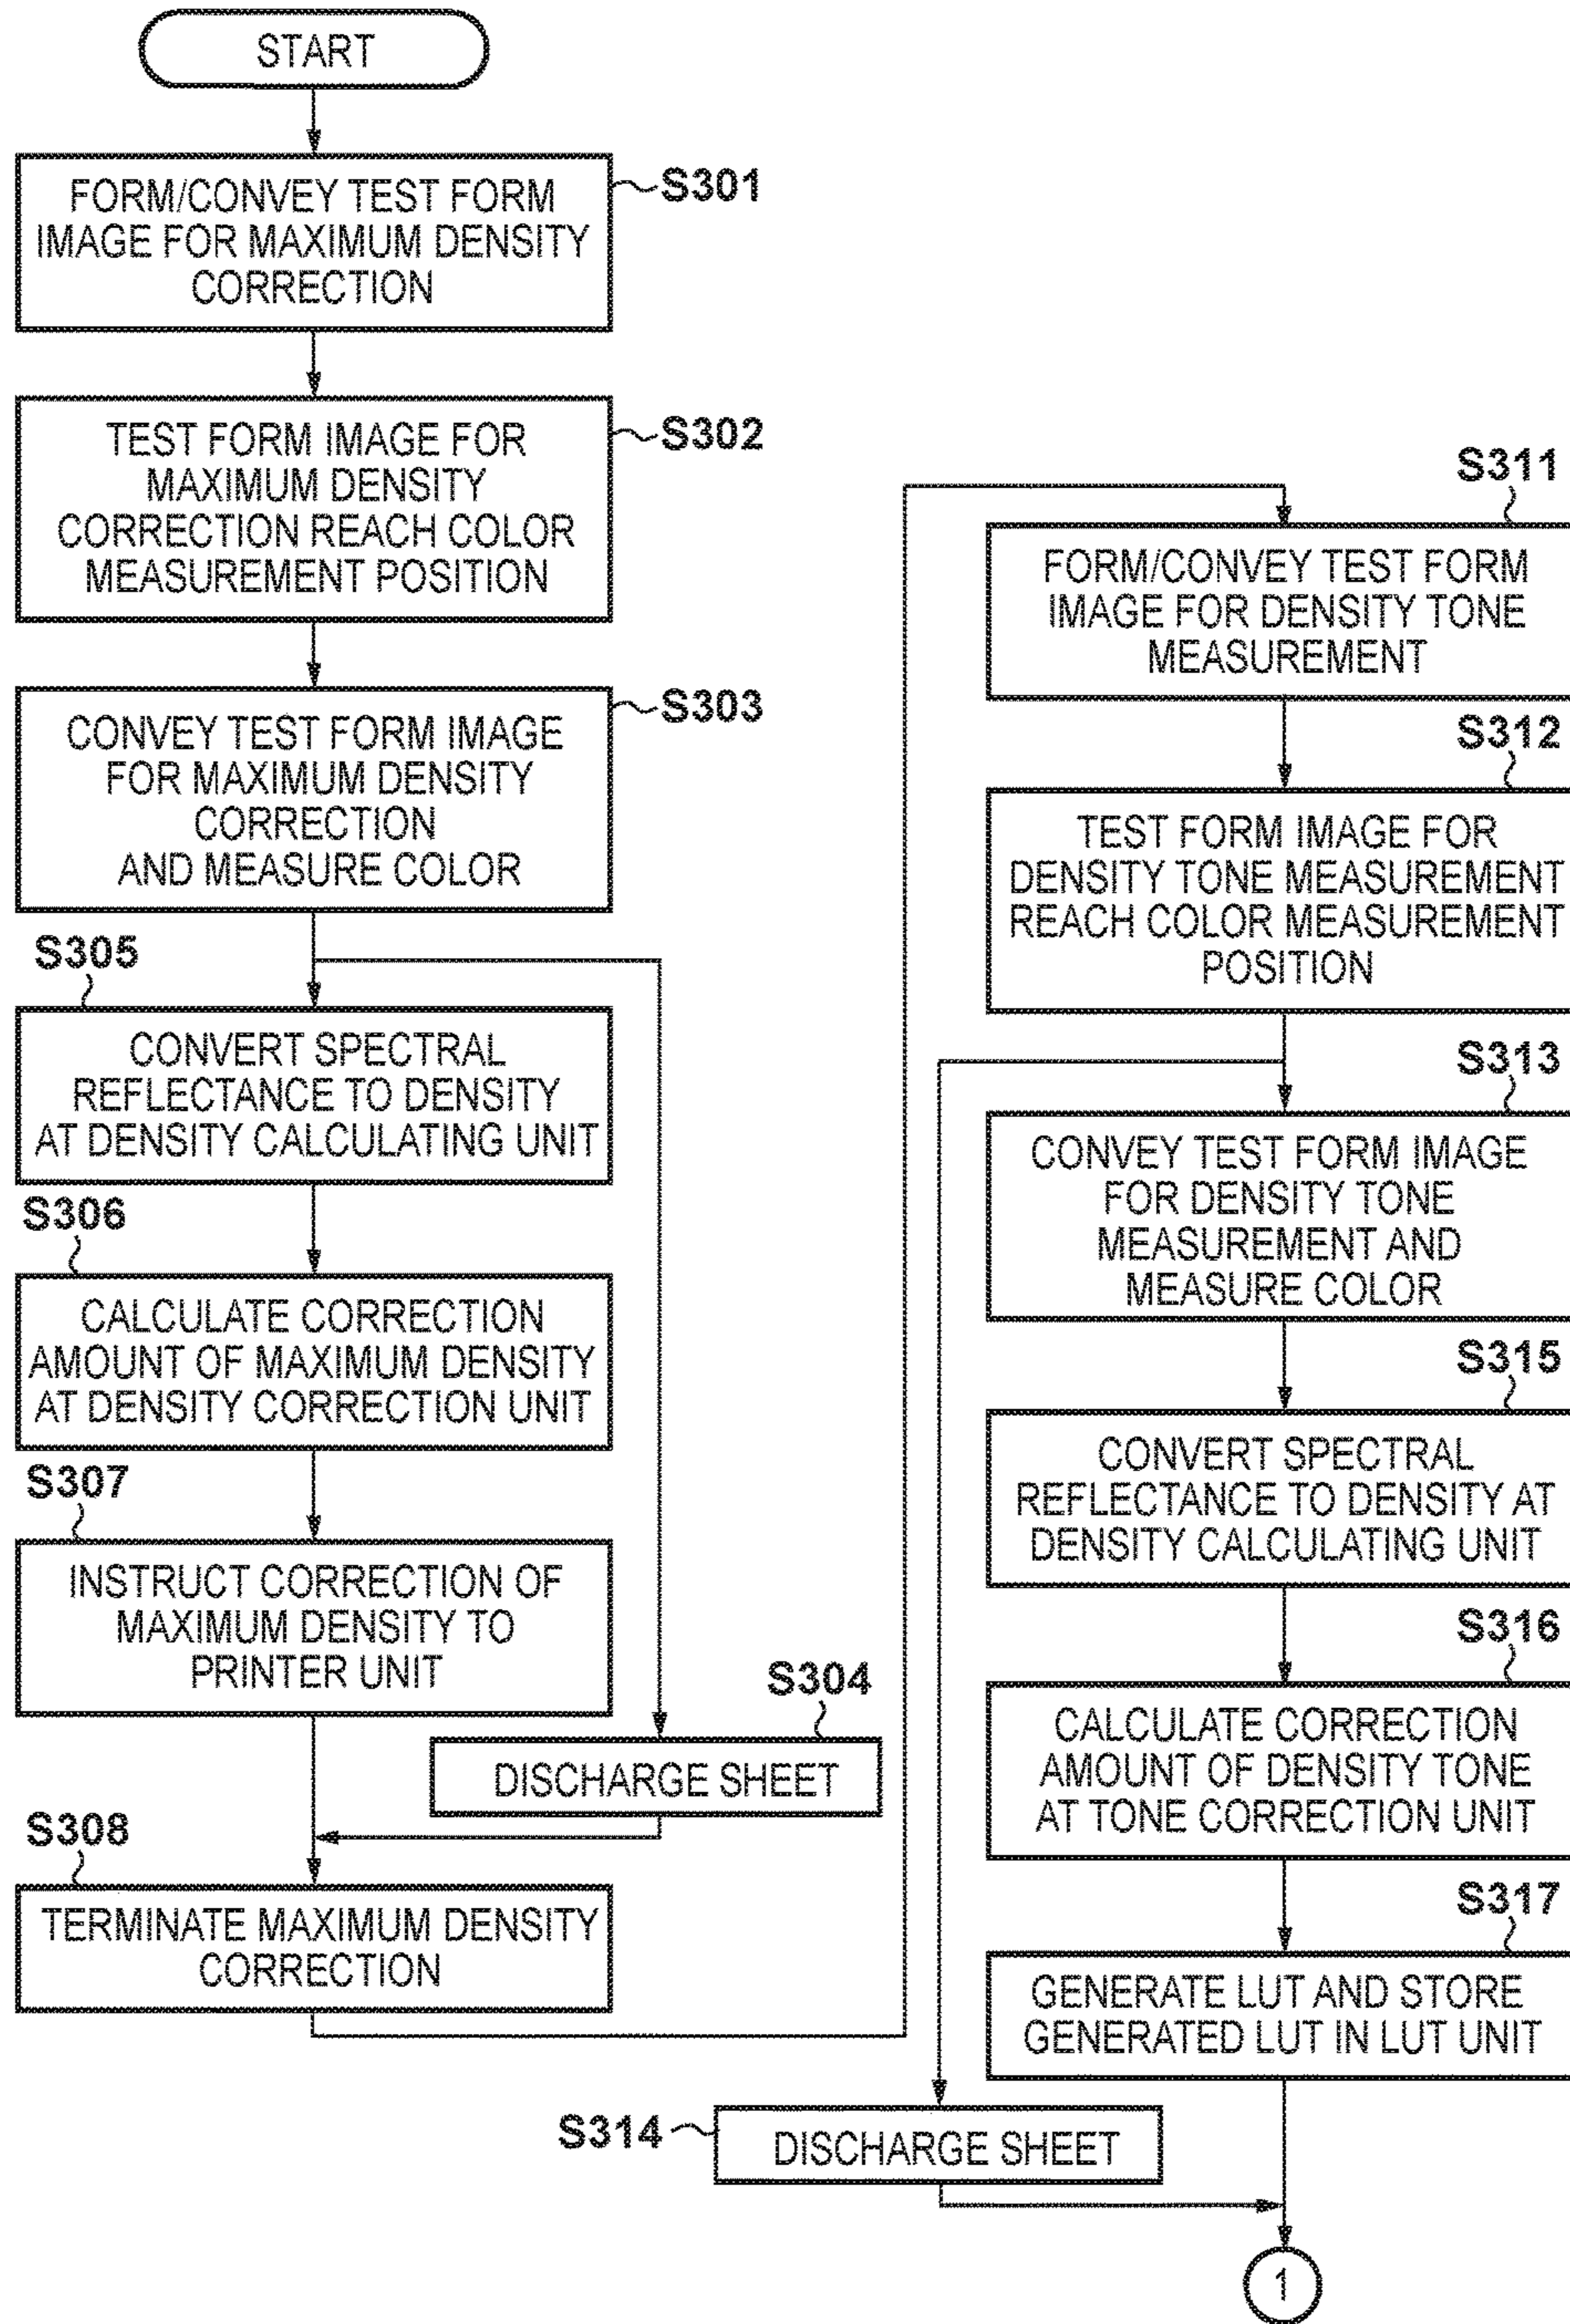 START
S301
FORM/CONVEY TEST FORM
IMAGE FOR MAXIMUM DENSITY
CORRECTION
S302
TEST FORM IMAGE FOR
MAXIMUM DENSITY
CORRECTION REACH COLOR
MEASUREMENT POSITION
S303
CONVEY TEST FORM IMAGE
FOR MAXIMUM DENSITY
CORRECTION
AND MEASURE COLOR
S305
CONVERT SPECTRAL
REFLECTANCE TO DENSITY
AT DENSITY CALCULATING UNIT
S306
CALCULATE CORRECTION
AMOUNT OF MAXIMUM DENSITY
AT DENSITY CORRECTION UNIT
S307
INSTRUCT CORRECTION OF
MAXIMUM DENSITY TO
PRINTER UNIT
S304
DISCHARGE SHEET
S308
TERMINATE MAXIMUM DENSITY
CORRECTION
S311
FORM/CONVEY TEST FORM
IMAGE FOR DENSITY TONE
MEASUREMENT
S312
TEST FORM IMAGE FOR
DENSITY TONE MEASUREMENT
REACH COLOR MEASUREMENT
POSITION
S313
CONVEY TEST FORM IMAGE
FOR DENSITY TONE
MEASUREMENT AND
MEASURE COLOR
S315
CONVERT SPECTRAL
REFLECTANCE TO DENSITY AT
DENSITY CALCULATING UNIT
S316
CALCULATE CORRECTION
AMOUNT OF DENSITY TONE
AT TONE CORRECTION UNIT
S317
GENERATE LUT AND STORE
GENERATED LUT IN LUT UNIT
S314
DISCHARGE SHEET
1